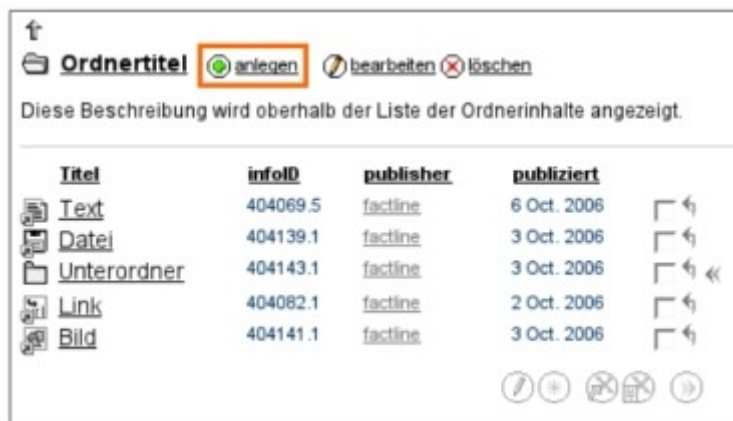 Ordnertitel anlegen bearbeiten löschen
Diese Beschreibung wird oberhalb der Liste der Ordnerinhalte angezeigt.
Titel infoID publisher publiziert
Text 404069.5 factline 6 Oct. 2006
Datei 404139.1 factline 3 Oct. 2006
Unterordner 404143.1 factline 3 Oct. 2006
Link 404082.1 factline 2 Oct. 2006
Bild 404141.1 factline 3 Oct. 2006